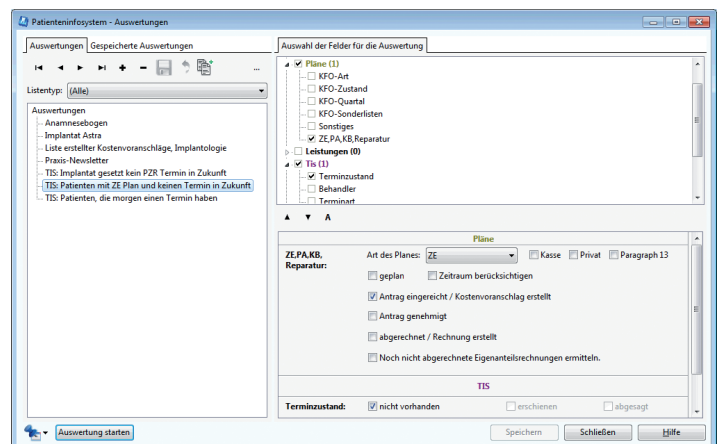 Patienteninfosystem - Auswertungen
Auswertungen Gespeicherte Auswertungen
...
Listentyp: (Alle)
Auswertungen
Anamnesebogen
Implantat Astra
Liste erstellter Kostenvoranschläge, Implantologie
Praxis-Newsletter
TIS: Implantat gesetzt kein PZR Termin in Zukunft
TIS: Patienten mit ZE Plan und keinen Termin in Zukunft
TIS: Patienten, die morgen einen Termin haben
Auswahl der Felder für die Auswertung
Pläne (1)
KFO-Art
KFO-Zustand
KFO-Quartal
KFO-Sonderlisten
Sonstiges
ZE,PA,KB,Reparatur
Leistungen (0)
Tis (1)
Terminzustand
Behandler
Terminart
A
Pläne
ZE,PA,KB,
Reparatur:
Art des Planes: ZE Kasse Privat Paragraph 13
geplan Zeitraum berücksichtigen
Antrag eingereicht / Kostenvoranschlag erstellt
Antrag genehmigt
abgerechnet / Rechnung erstellt
Noch nicht abgerechnete Eigenanteilsrechnungen ermitteln.
TIS
Terminzustand: nicht vorhanden erschienen abgesagt
Auswertung starten Speichern Schließen Hilfe